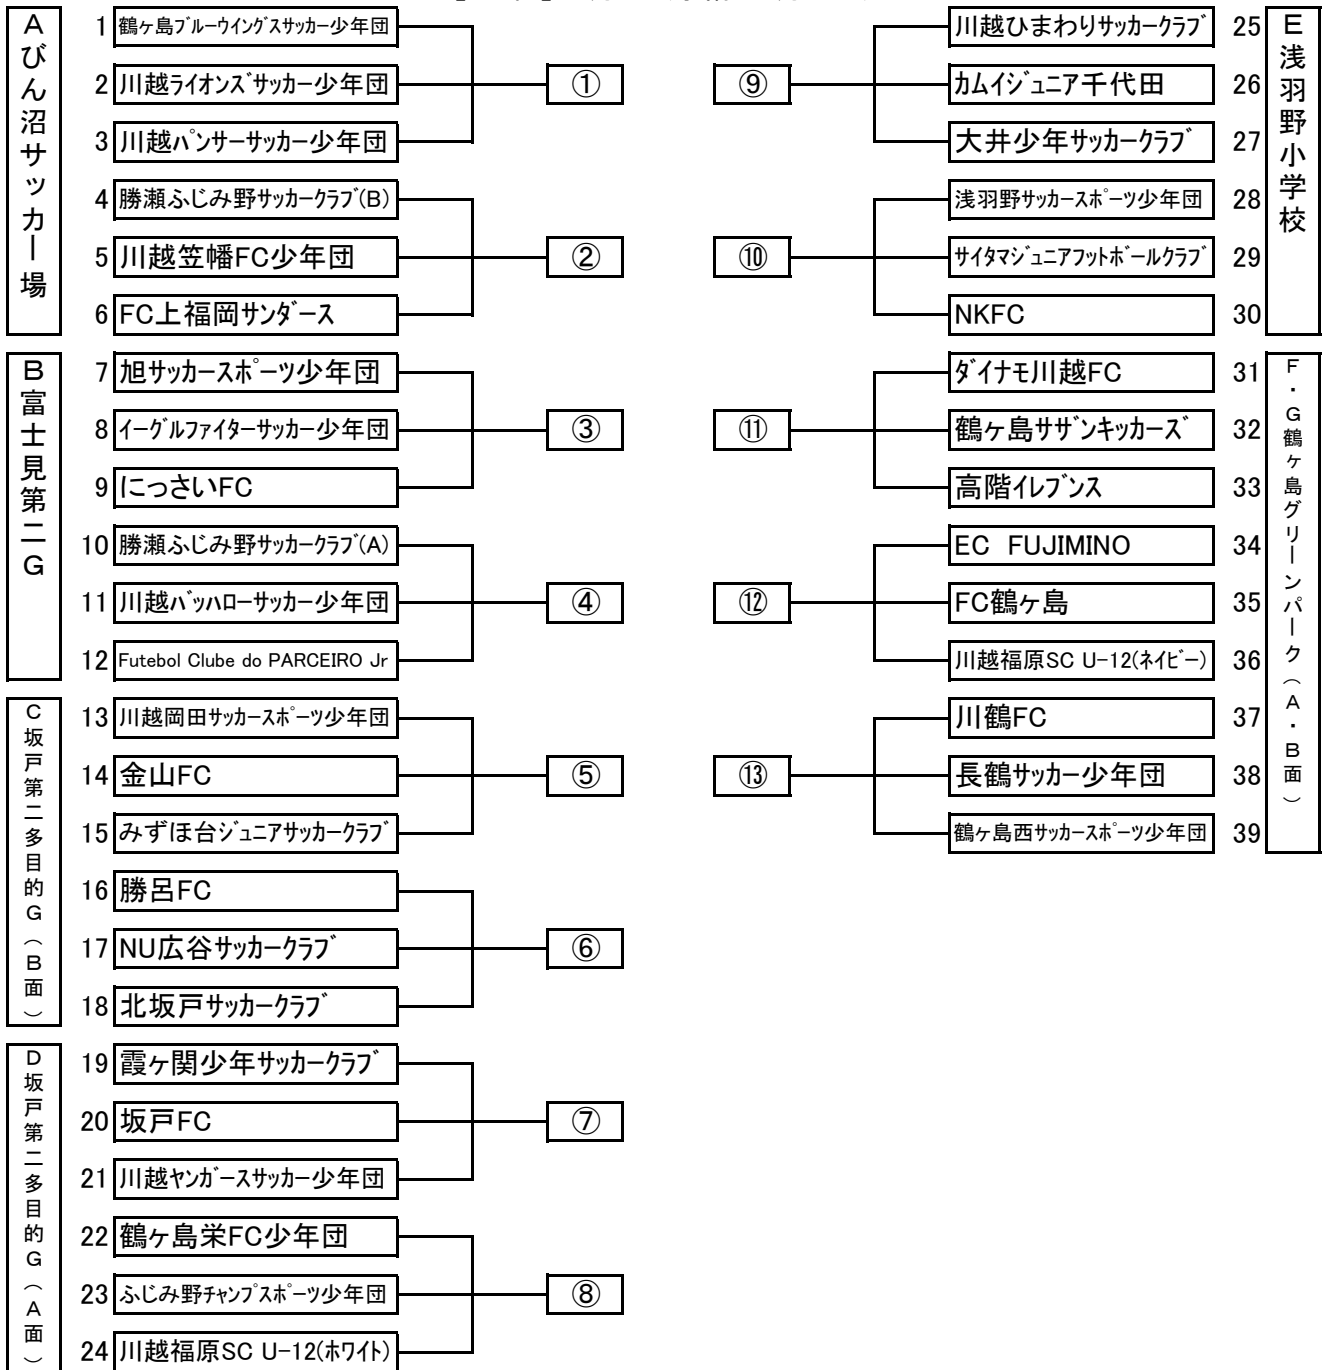 Aびん沼サッカー場
1 鶴ヶ島ブルーウイングスサッカー少年団
2 川越ライオンズサッカー少年団
3 川越パンサーサッカー少年団
①
4 勝瀬ふじみ野サッカークラブ(B)
5 川越笠幡FC少年団
6 FC上福岡サンダース
②
B富士見第二G
7 旭サッカースポーツ少年団
8 イーグルファイターサッカー少年団
9 にっさいFC
③
10 勝瀬ふじみ野サッカークラブ(A)
11 川越バッハローサッカー少年団
12 Futebol Clube do PARCEIRO Jr
④
C坂戸第二多目的G(B面)
13 川越岡田サッカースポーツ少年団
14 金山FC
15 みずほ台ジュニアサッカークラブ
⑤
16 勝呂FC
17 NU広谷サッカークラブ
18 北坂戸サッカークラブ
⑥
D坂戸第二多目的G(A面)
19 霞ヶ関少年サッカークラブ
20 坂戸FC
21 川越ヤンガースサッカー少年団
⑦
22 鶴ヶ島栄FC少年団
23 ふじみ野チャンプスポーツ少年団
24 川越福原SC U-12(ホワイト)
⑧
E浅羽野小学校
⑨
川越ひまわりサッカークラブ 25
カムイジュニア千代田 26
大井少年サッカークラブ 27
⑩
浅羽野サッカースポーツ少年団 28
サイタマジュニアフットボールクラブ 29
NKFC 30
F・G鶴ヶ島グリーンパーク(A・B面)
⑪
ダイナモ川越FC 31
鶴ヶ島サザンキッカーズ 32
高階イレブンス 33
⑫
EC FUJIMINO 34
FC鶴ヶ島 35
川越福原SC U-12(ネイビー) 36
⑬
川鶴FC 37
長鶴サッカー少年団 38
鶴ヶ島西サッカースポーツ少年団 39